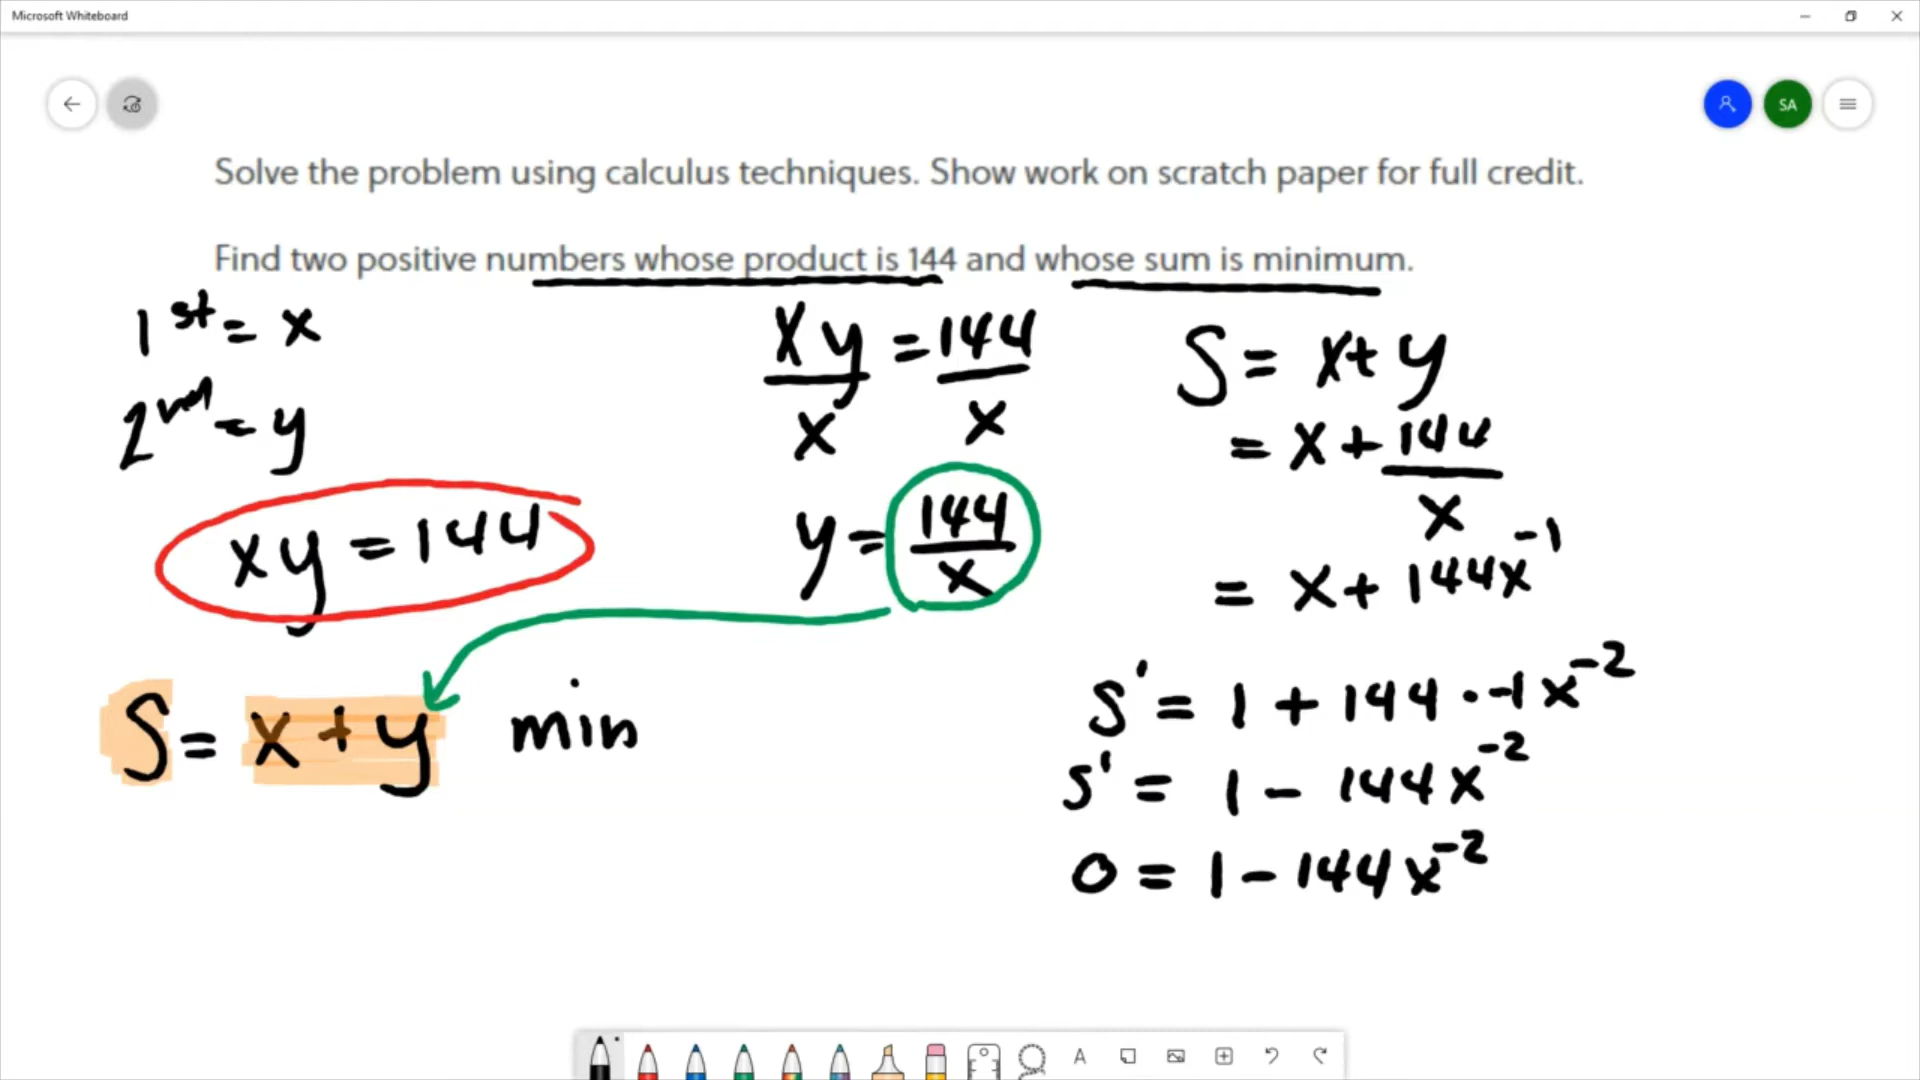 Microsoft Whiteboard
SA
Solve the problem using calculus techniques. Show work on scratch paper for full credit.
Find two positive numbers whose product is 144 and whose sum is minimum.
1st = x
2nd = y
xy = 144
S = x + y min
xy/x = 144/x
y = 144/x
S = x + y
= x + 144/x
= x + 144x⁻¹
S' = 1 + 144 · -1x⁻²
S' = 1 - 144x⁻²
0 = 1 - 144x⁻²
A